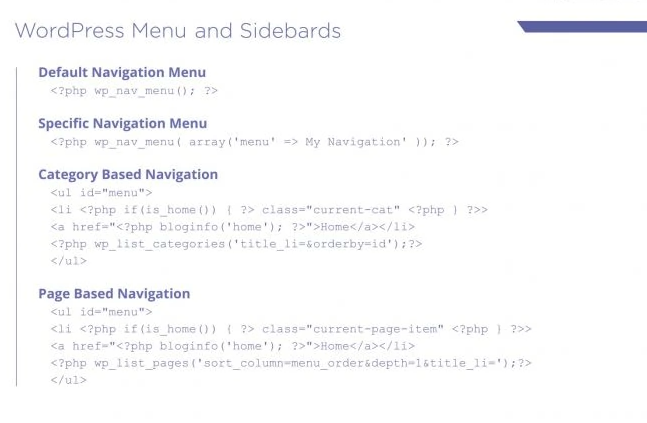 WordPress Menu and Sidebards
Default Navigation Menu
<?php wp_nav_menu(); ?>
Specific Navigation Menu
<?php wp_nav_menu( array('menu' => My Navigation' )); ?>
Category Based Navigation
<ul id="menu">
<li <?php if(is_home()) { ?> class="current-cat" <?php } ?>>
<a href="<?php bloginfo('home'); ?>">Home</a></li>
<?php wp_list_categories('title_li=&orderby=id');?>
</ul>
Page Based Navigation
<ul id="menu">
<li <?php if(is_home()) { ?> class="current-page-item" <?php } ?>>
<a href="<?php bloginfo('home'); ?>">Home</a></li>
<?php wp_list_pages('sort_column=menu_order&depth=1&title_li=');?>
</ul>